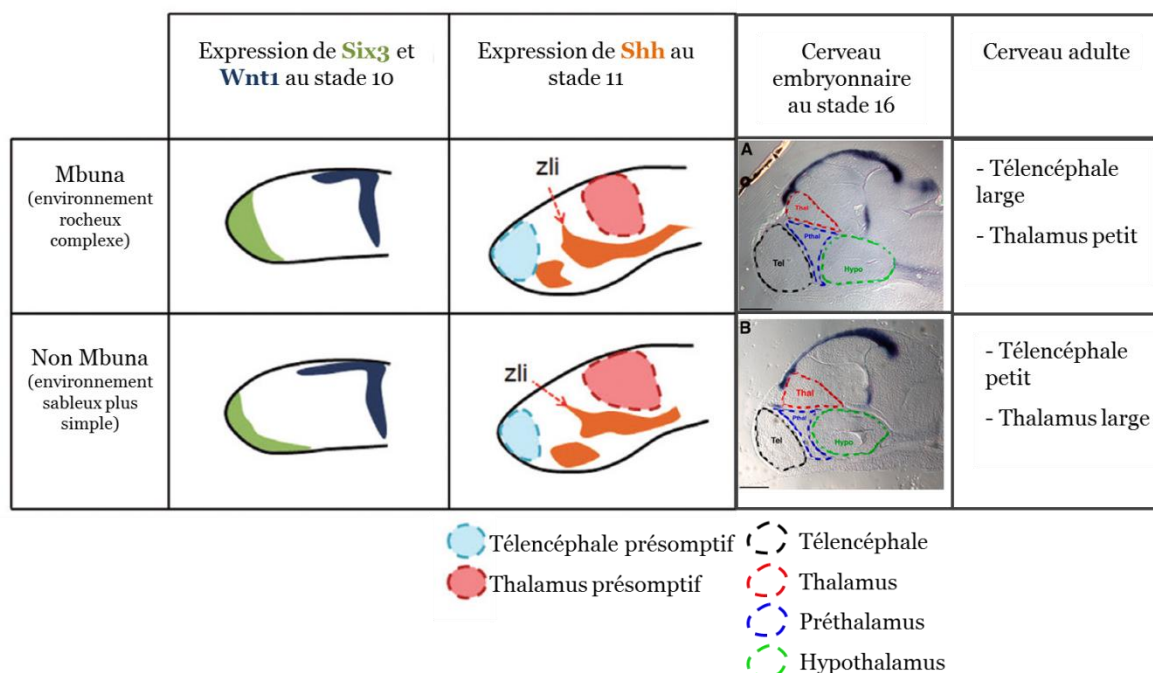 Expression de Six3 et
Wnt1 au stade 10
Expression de Shh au
stade 11
Cerveau
embryonnaire
au stade 16
Cerveau adulte
Mbuna
(environnement
rocheux
complexe)
zli
A
Thal
Pthal
Tel
Hypo
- Télencéphale
large
- Thalamus petit
Non Mbuna
(environnement
sableux plus
simple)
zli
B
Thal
Pthal
Tel
Hypo
- Télencéphale
petit
- Thalamus large
Télencéphale présomptif
Thalamus présomptif
Télencéphale
Thalamus
Préthalamus
Hypothalamus